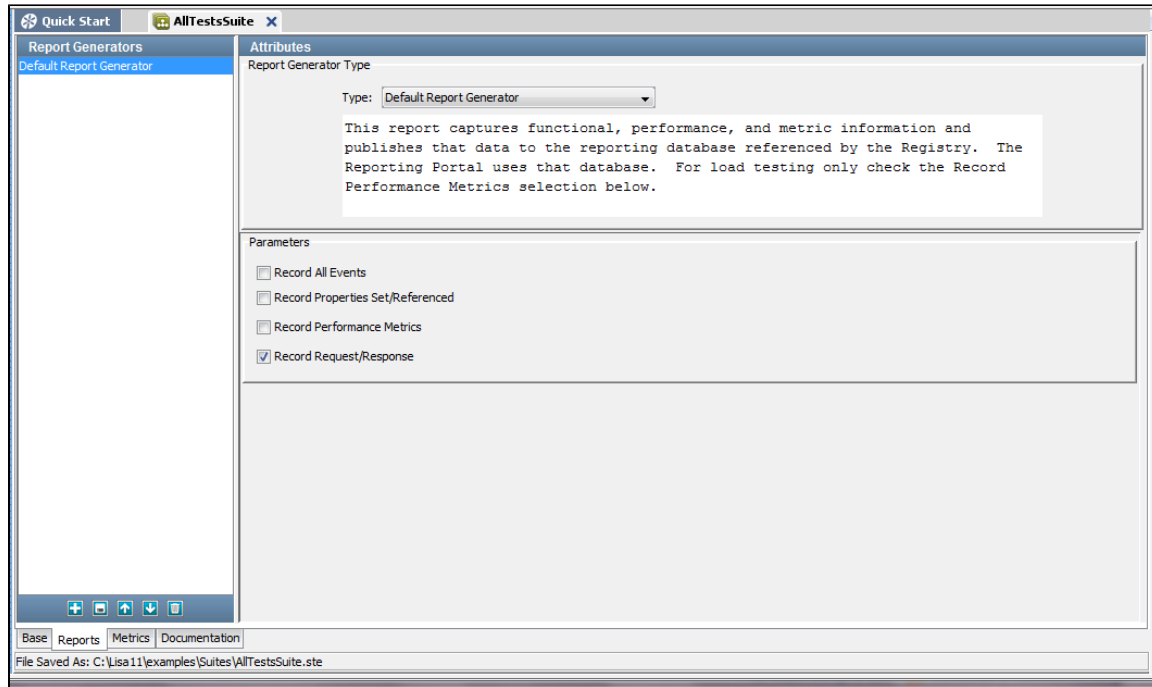 Quick Start
AllTestsSuite X
Report Generators
Default Report Generator
Attributes
Report Generator Type
Type: Default Report Generator
This report captures functional, performance, and metric information and
publishes that data to the reporting database referenced by the Registry. The
Reporting Portal uses that database. For load testing only check the Record
Performance Metrics selection below.
Parameters
Record All Events
Record Properties Set/Referenced
Record Performance Metrics
Record Request/Response
Base Reports Metrics Documentation
File Saved As: C:\Lisa11\examples\Suites\AllTestsSuite.ste